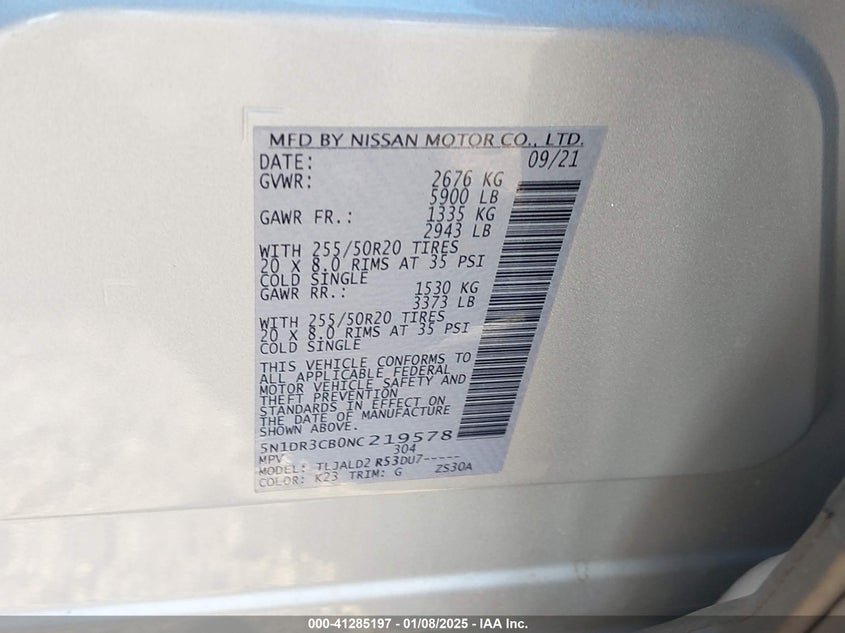 MFD BY NISSAN MOTOR CO., LTD.
DATE: 09/21
GVWR: 2676 KG
5900 LB
GAWR FR.: 1335 KG
2943 LB
WITH 255/50R20 TIRES
20 X 8.0 RIMS AT 35 PSI
COLD SINGLE
GAWR RR.: 1530 KG
3373 LB
WITH 255/50R20 TIRES
20 X 8.0 RIMS AT 35 PSI
COLD SINGLE
THIS VEHICLE CONFORMS TO
ALL APPLICABLE FEDERAL
MOTOR VEHICLE SAFETY AND
THEFT PREVENTION
STANDARDS IN EFFECT ON
THE DATE OF MANUFACTURE
SHOWN ABOVE.
5N1DR3CB0NC219578
MPV 304
MODEL: TLJALD2 R53DU7-----
COLOR: K23 TRIM: G ZS30A
000-41285197 - 01/08/2025 - IAA Inc.